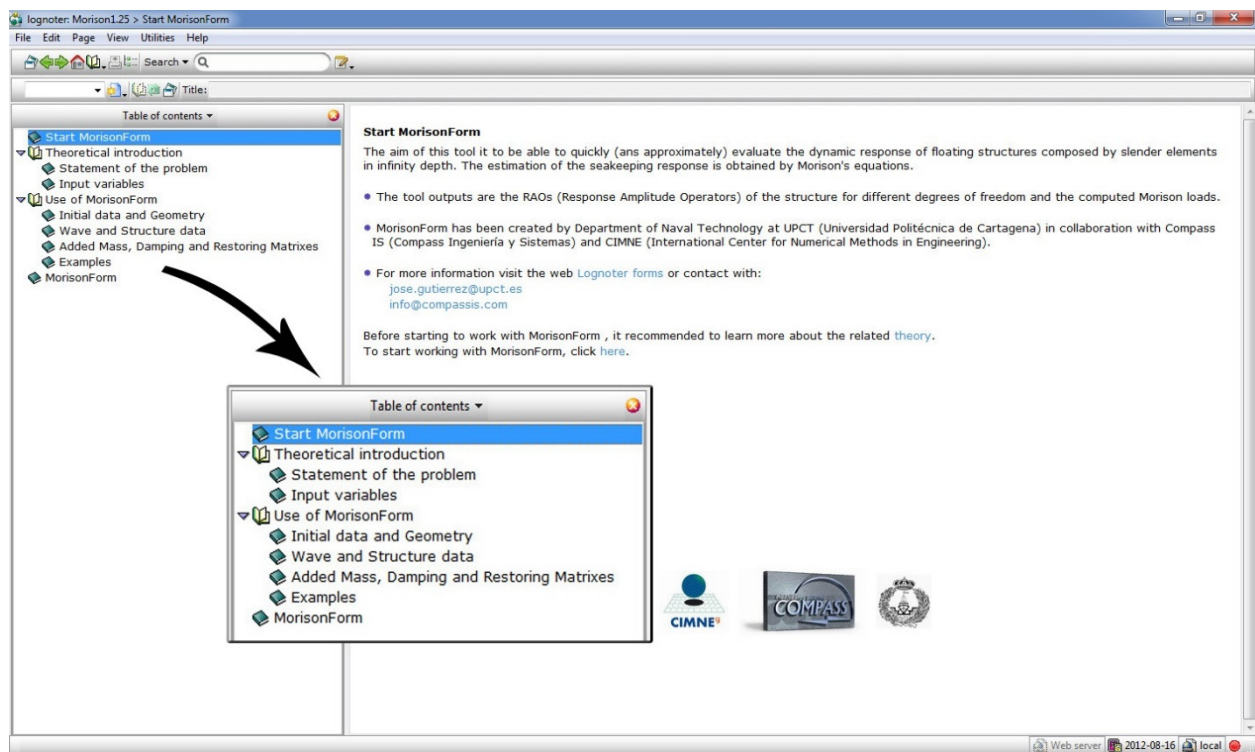 lognoter: Morison1.25 > Start MorisonForm
File Edit Page View Utilities Help
Search
Title:
Table of contents
Start MorisonForm
Theoretical introduction
Statement of the problem
Input variables
Use of MorisonForm
Initial data and Geometry
Wave and Structure data
Added Mass, Damping and Restoring Matrixes
Examples
MorisonForm
Start MorisonForm
The aim of this tool it to be able to quickly (ans approximately) evaluate the dynamic response of floating structures composed by slender elements
in infinity depth. The estimation of the seakeeping response is obtained by Morison's equations.
The tool outputs are the RAOs (Response Amplitude Operators) of the structure for different degrees of freedom and the computed Morison loads.
MorisonForm has been created by Department of Naval Technology at UPCT (Universidad Politécnica de Cartagena) in collaboration with Compass
IS (Compass Ingeniería y Sistemas) and CIMNE (International Center for Numerical Methods in Engineering).
For more information visit the web Lognoter forms or contact with:
jose.gutierrez@upct.es
info@compassis.com
Before starting to work with MorisonForm , it recommended to learn more about the related theory.
To start working with MorisonForm, click here.
Table of contents
Start MorisonForm
Theoretical introduction
Statement of the problem
Input variables
Use of MorisonForm
Initial data and Geometry
Wave and Structure data
Added Mass, Damping and Restoring Matrixes
Examples
MorisonForm
CIMNE
COMPASS
Web server 2012-08-16 local